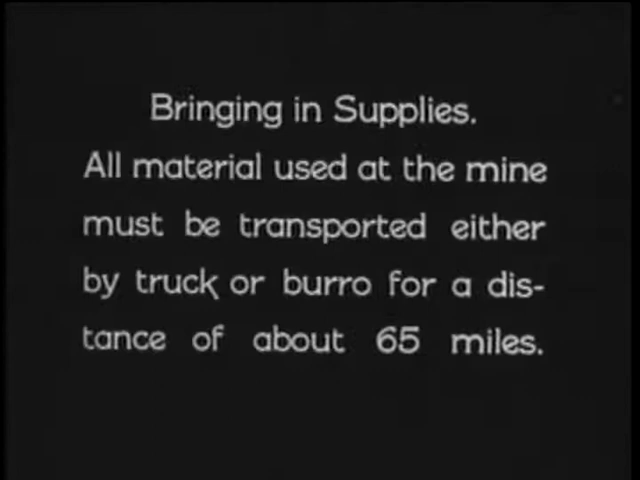 Bringing in Supplies.
All material used at the mine
must be transported either
by truck or burro for a dis-
tance of about 65 miles.